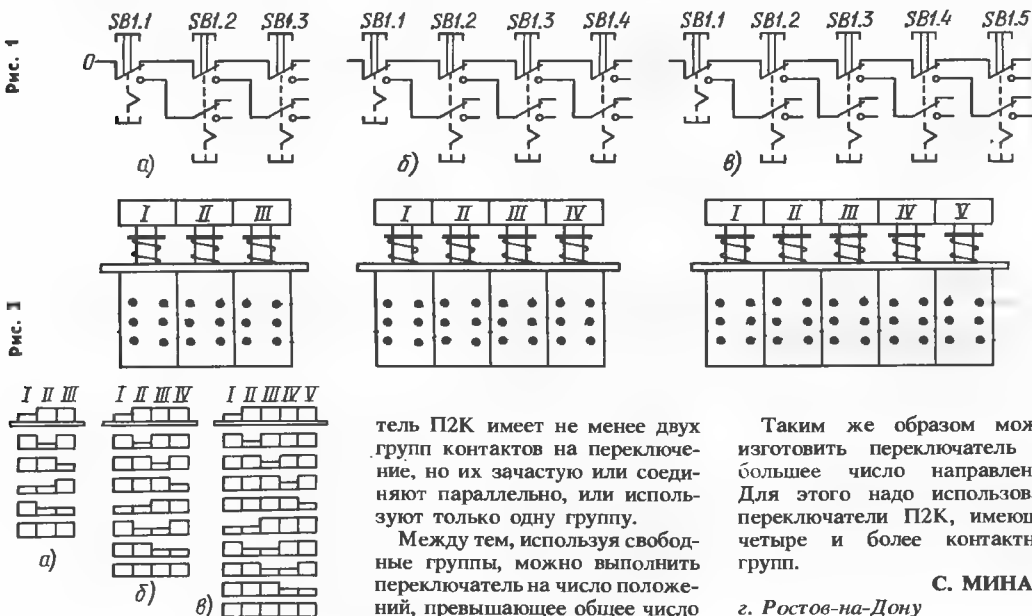 Рис. 1
SB1.1 SB1.2 SB1.3
0
а)
SB1.1 SB1.2 SB1.3 SB1.4
б)
SB1.1 SB1.2 SB1.3 SB1.4 SB1.5
в)
Рис. 1
I II III
I II III IV
I II III IV V
I II III
а)
I II III IV
б)
I II III IV V
в)
тель П2К имеет не менее двух
групп контактов на переключе-
ние, но их зачастую или соеди-
няют параллельно, или исполь-
зуют только одну группу.
Между тем, используя свобод-
ные группы, можно выполнить
переключатель на число положе-
ний, превышающее общее число
Таким же образом мож
изготовить переключатель
большее число направлен
Для этого надо использова
переключатели П2К, имеющ
четыре и более контактн
групп.
С. МИНА
г. Ростов-на-Дону